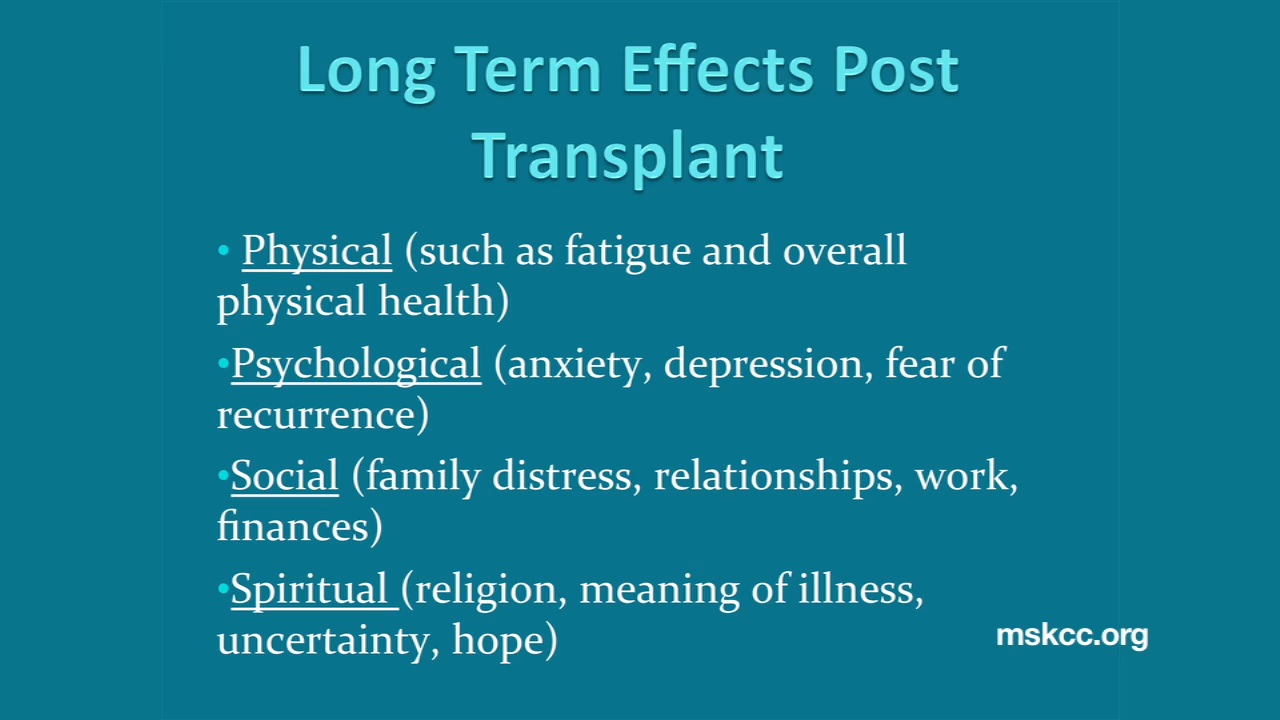 Long Term Effects Post
Transplant
• Physical (such as fatigue and overall
physical health)
•Psychological (anxiety, depression, fear of
recurrence)
•Social (family distress, relationships, work,
finances)
•Spiritual (religion, meaning of illness,
uncertainty, hope)
mskcc.org